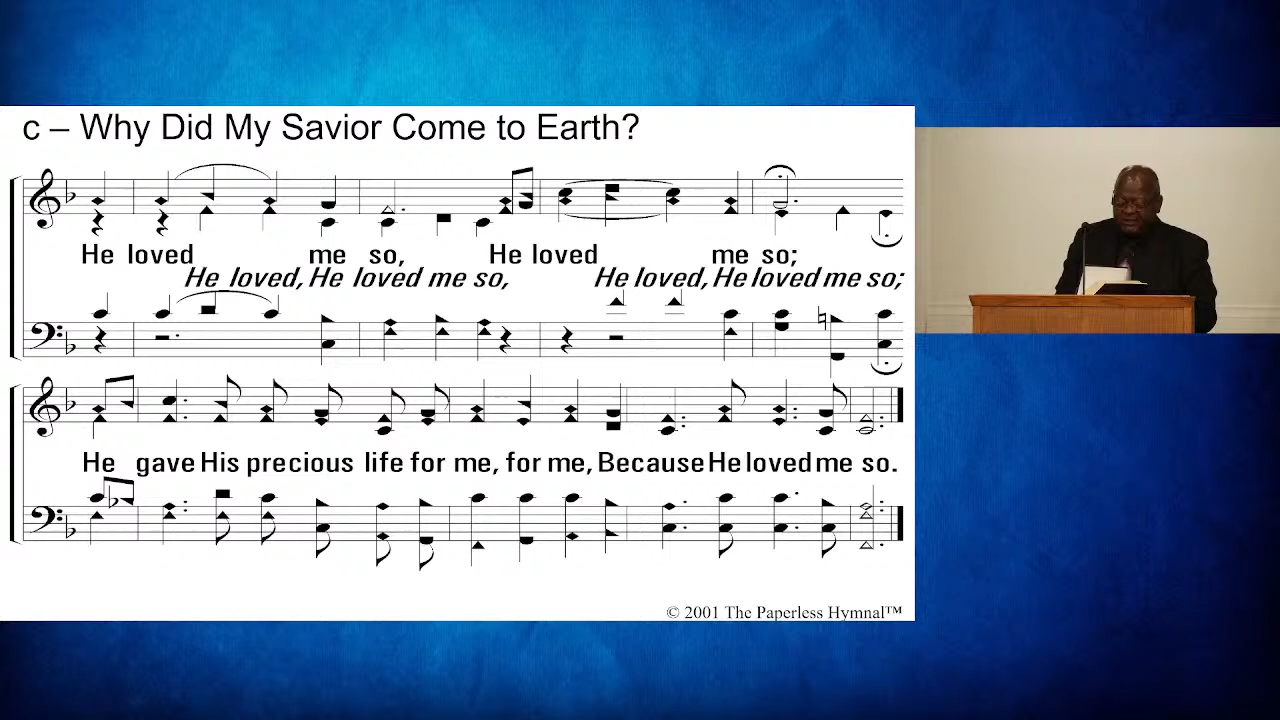 c – Why Did My Savior Come to Earth?
He loved me so, He loved me so;
He loved, He loved me so, He loved, He loved me so;
He gave His precious life for me, for me, Because He loved me so.
© 2001 The Paperless Hymnal™